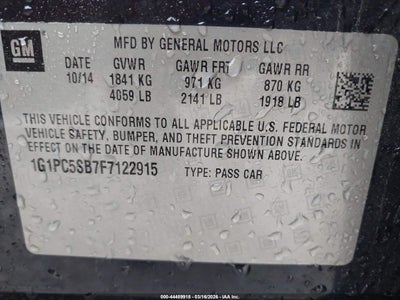 GM
MFD BY GENERAL MOTORS LLC
DATE GVWR GAWR FRT GAWR RR
10/14 1841 KG 971 KG 870 KG
4059 LB 2141 LB 1918 LB
THIS VEHICLE CONFORMS TO ALL APPLICABLE U.S. FEDERAL MOTOR
VEHICLE SAFETY, BUMPER, AND THEFT PREVENTION STANDARDS IN
EFFECT ON THE DATE OF MANUFACTURE SHOWN ABOVE.
1G1PC5SB7F7122915 TYPE: PASS CAR